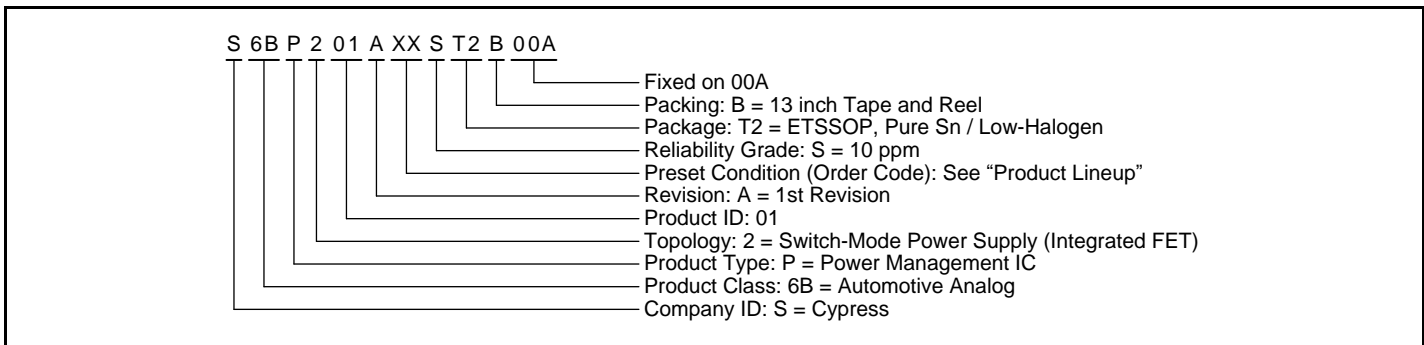 S 6B P 2 01 A XX S T2 B 00A
Fixed on 00A
Packing: B = 13 inch Tape and Reel
Package: T2 = ETSSOP, Pure Sn / Low-Halogen
Reliability Grade: S = 10 ppm
Preset Condition (Order Code): See “Product Lineup”
Revision: A = 1st Revision
Product ID: 01
Topology: 2 = Switch-Mode Power Supply (Integrated FET)
Product Type: P = Power Management IC
Product Class: 6B = Automotive Analog
Company ID: S = Cypress